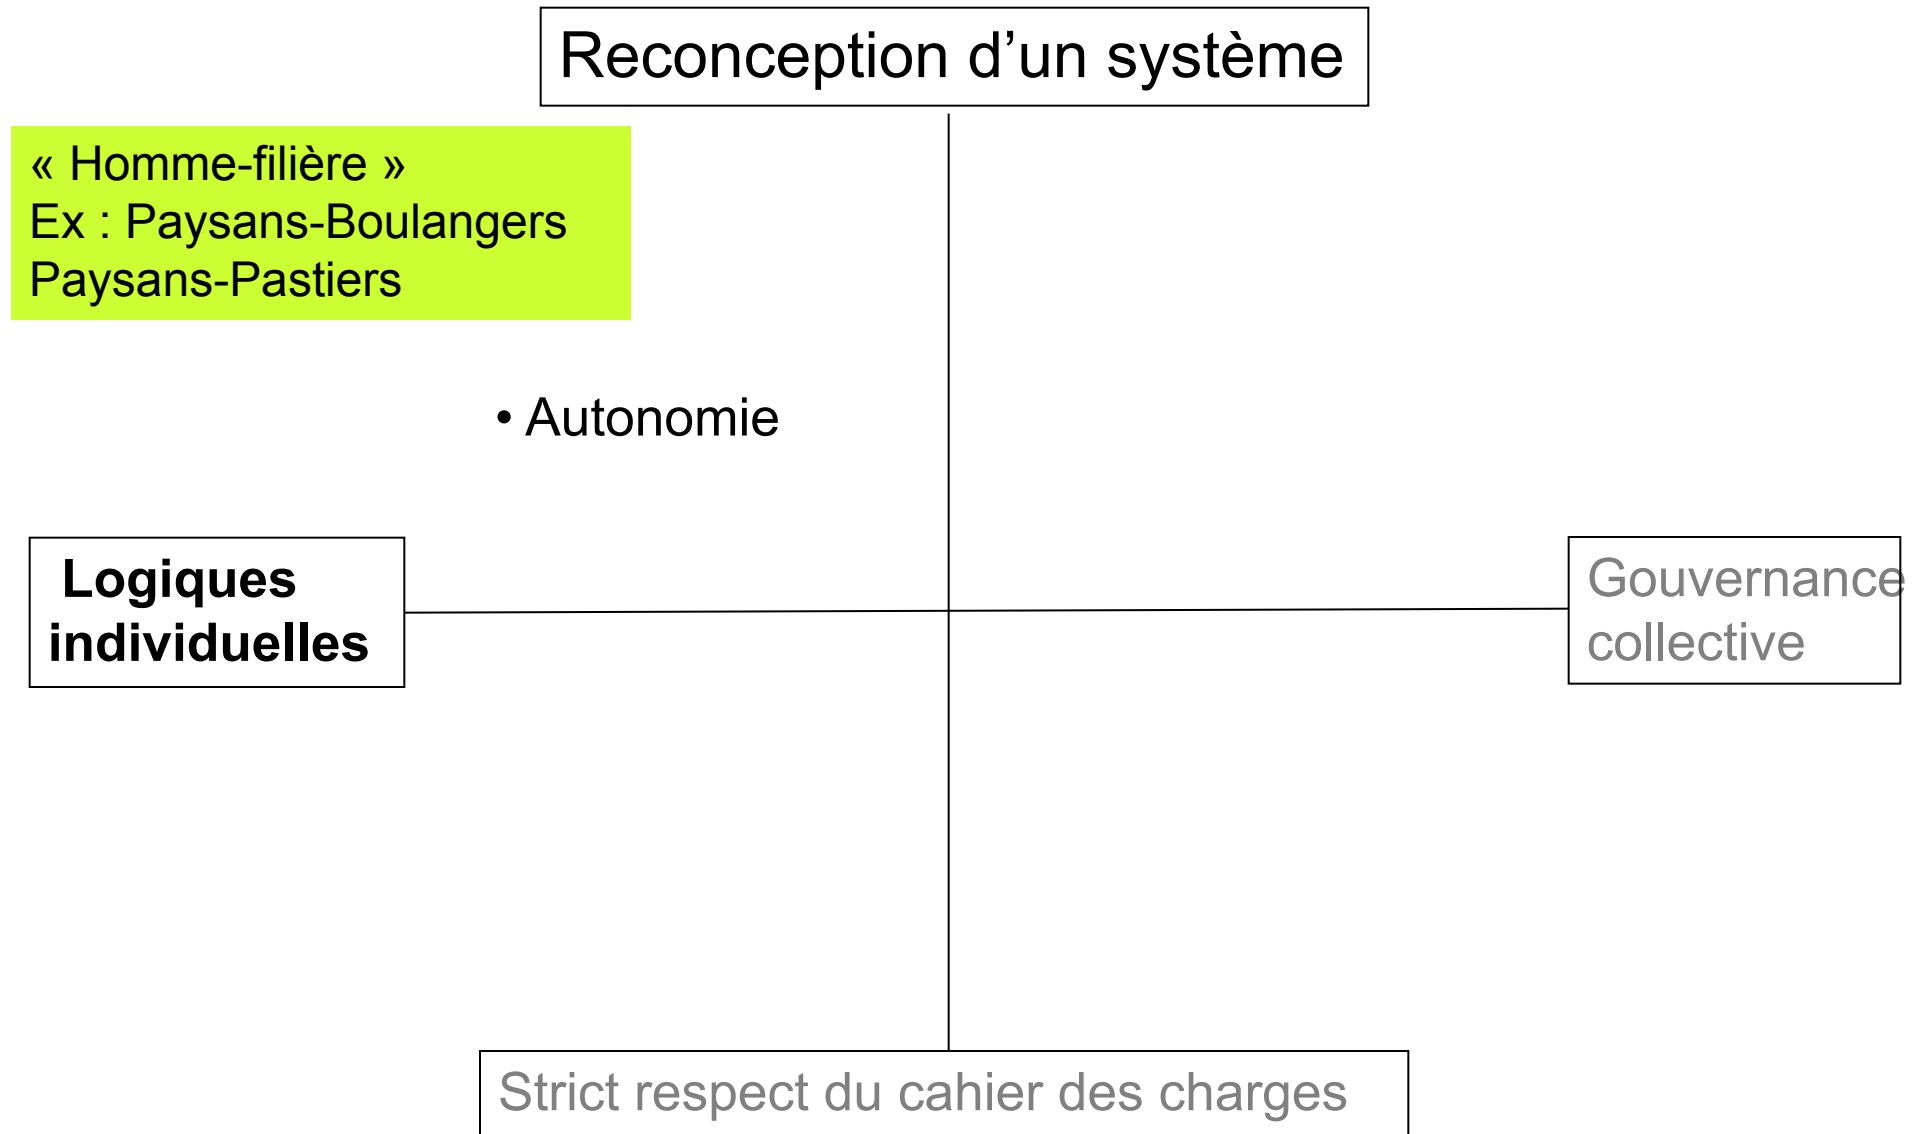 Reconception d’un système
« Homme-filière »
Ex : Paysans-Boulangers
Paysans-Pastiers
• Autonomie
Logiques
individuelles
Gouvernance
collective
Strict respect du cahier des charges